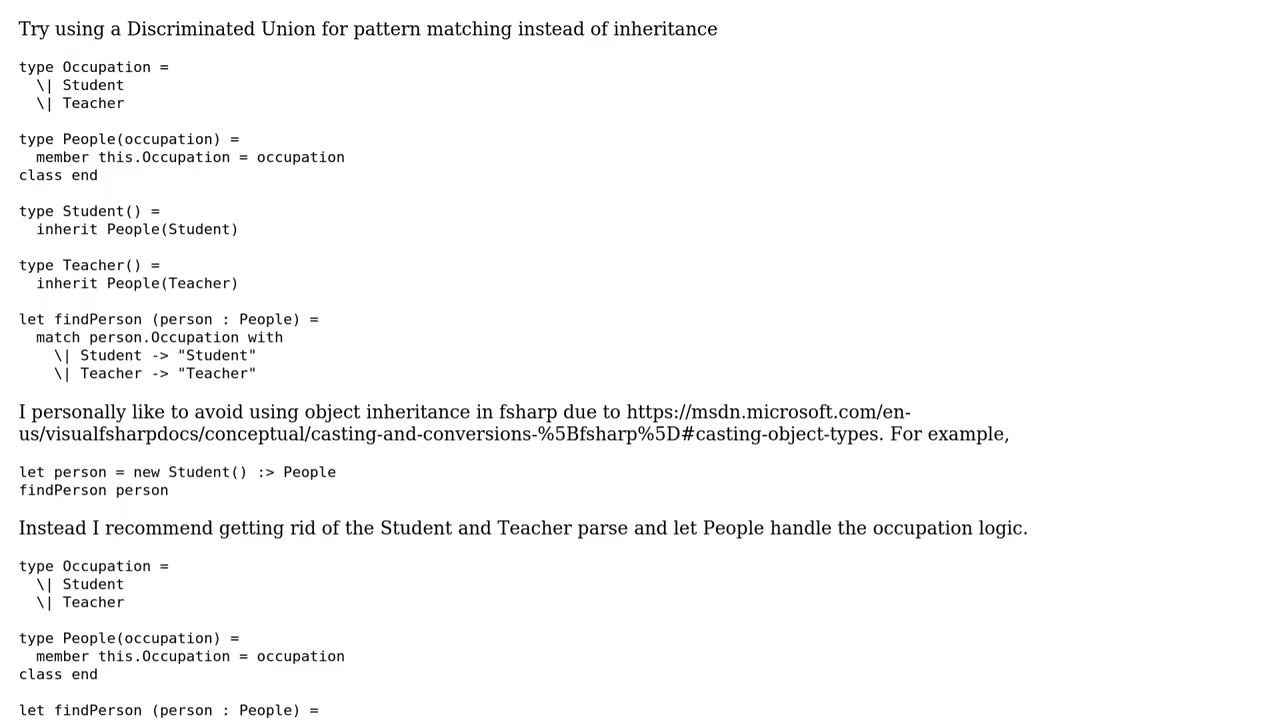 Try using a Discriminated Union for pattern matching instead of inheritance
type Occupation =
  \| Student
  \| Teacher
type People(occupation) =
  member this.Occupation = occupation
class end
type Student() =
  inherit People(Student)
type Teacher() =
  inherit People(Teacher)
let findPerson (person : People) =
  match person.Occupation with
    \| Student -> "Student"
    \| Teacher -> "Teacher"
I personally like to avoid using object inheritance in fsharp due to https://msdn.microsoft.com/en-
us/visualfsharpdocs/conceptual/casting-and-conversions-%5Bfsharp%5D#casting-object-types. For example,
let person = new Student() :> People
findPerson person
Instead I recommend getting rid of the Student and Teacher parse and let People handle the occupation logic.
type Occupation =
  \| Student
  \| Teacher
type People(occupation) =
  member this.Occupation = occupation
class end
let findPerson (person : People) =